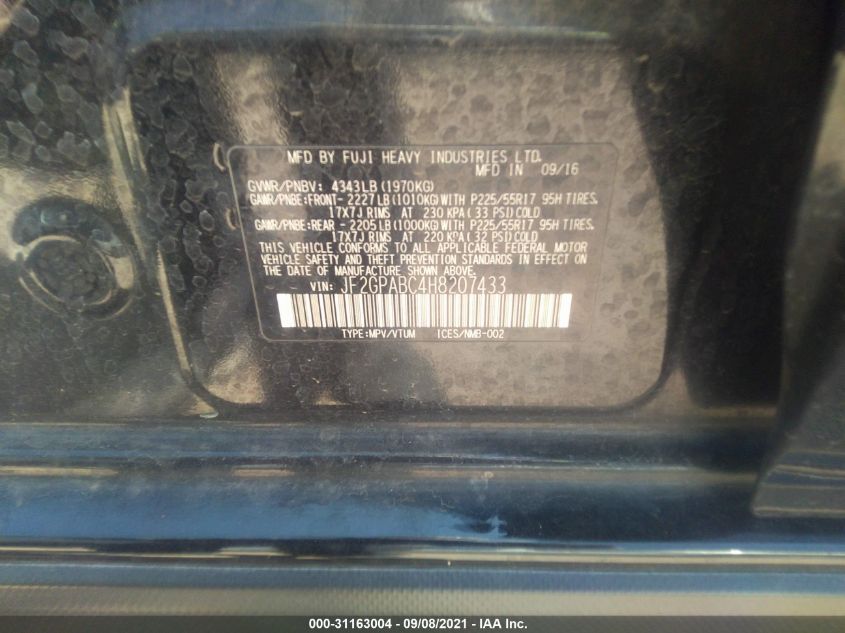 MFD BY FUJI HEAVY INDUSTRIES LTD.
MFD IN 09/16
GVWR/PNBV: 4343LB(1970KG)
GAWR/PNBE:FRONT- 2227LB(1010KG)WITH P225/55R17 95H TIRES.
17X7J RIMS AT 230 KPA(33 PSI)COLD
GAWR/PNBE:REAR - 2205LB(1000KG)WITH P225/55R17 95H TIRES.
17X7J RIMS AT 220 KPA(32 PSI)COLD
THIS VEHICLE CONFORMS TO ALL APPLICABLE FEDERAL MOTOR
VEHICLE SAFETY AND THEFT PREVENTION STANDARDS IN EFFECT ON
THE DATE OF MANUFACTURE SHOWN ABOVE.
VIN: JF2GPABC4H8207433
TYPE:MPV/VTUM ICES/NMB-002
000-31163004 - 09/08/2021 - IAA Inc.